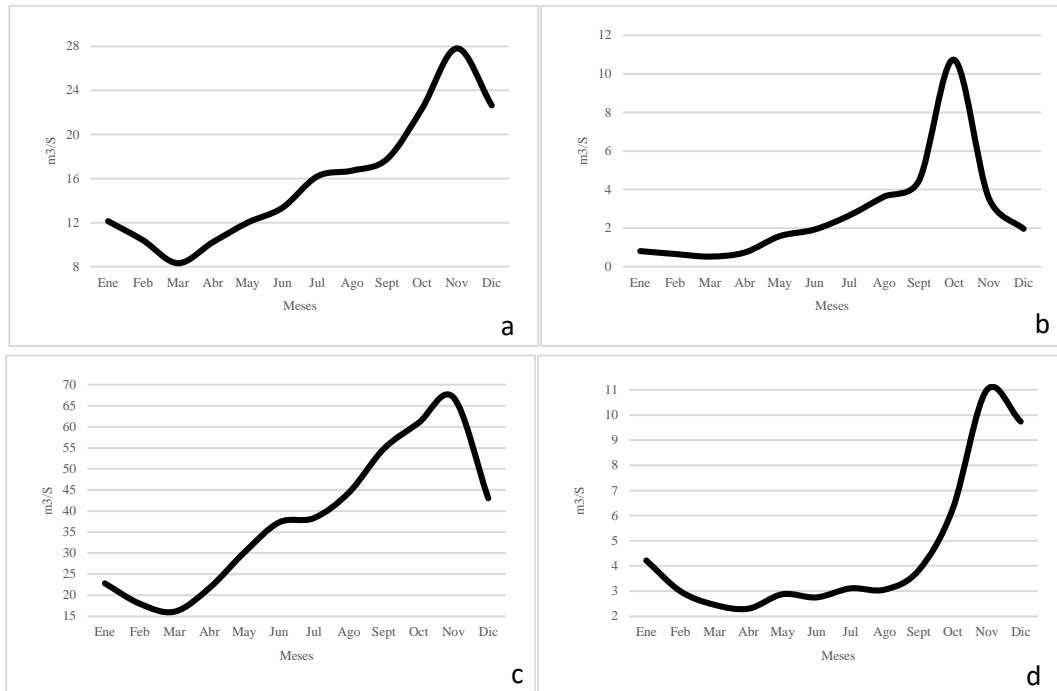 28
24
20
16
12
8
m3/S
Ene Feb Mar Abr May Jun Jul Ago Sept Oct Nov Dic
Meses
a
12
10
8
6
4
2
0
m3/S
Ene Feb Mar Abr May Jun Jul Ago Sept Oct Nov Dic
Meses
b
70
65
60
55
50
45
40
35
30
25
20
15
m3/S
Ene Feb Mar Abr May Jun Jul Ago Sept Oct Nov Dic
Meses
c
11
10
9
8
7
6
5
4
3
2
m3/S
Ene Feb Mar Abr May Jun Jul Ago Sept Oct Nov Dic
Meses
d